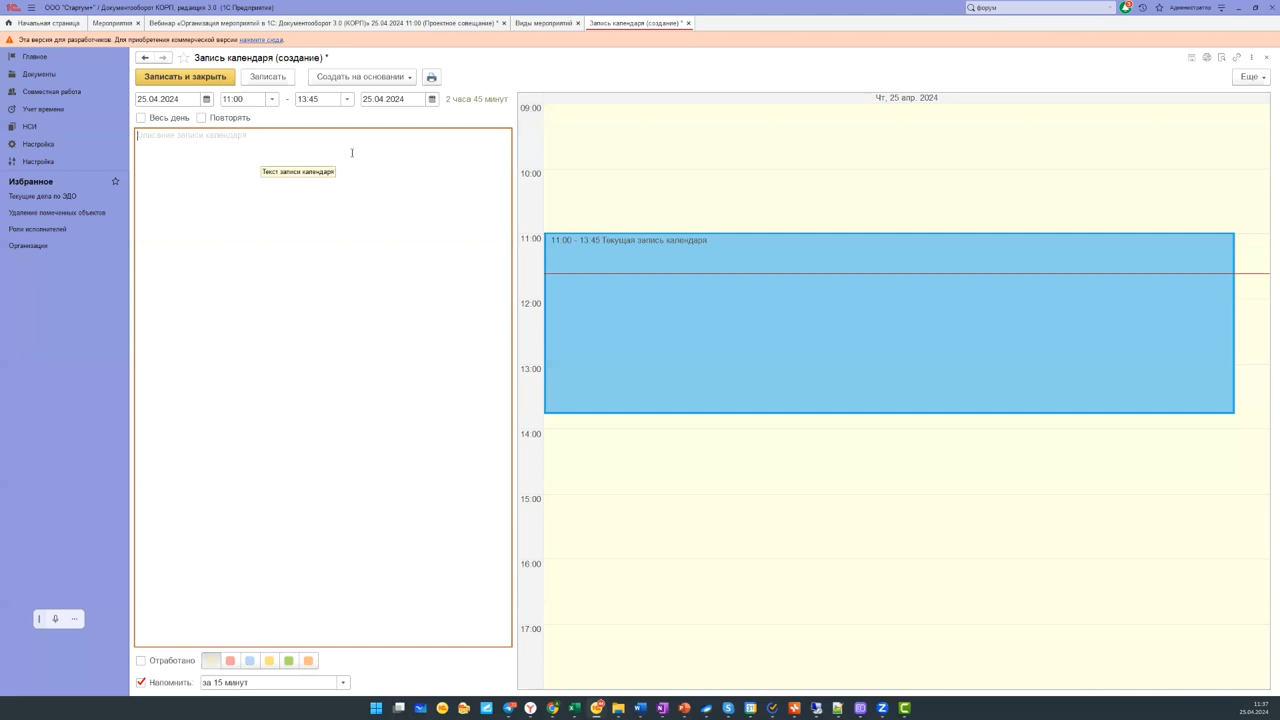 ООО "Стартум+" / Документооборот КОРП, редакция 3.0 (1С:Предприятие)
форум
Администратор
Начальная страница
Мероприятия
Вебинар «Организация мероприятий в 1С: Документооборот 3.0 (КОРП)» 25.04.2024 11:00 (Проектное совещание) *
Виды мероприятий
Запись календаря (создание) *
Эта версия для разработчиков. Для приобретения коммерческой версии нажмите сюда.
Главное
Документы
Совместная работа
Учет времени
НСИ
Настройка
Настройка
Избранное
Текущие дела по ЭДО
Удаление помеченных объектов
Роли исполнителей
Организации
Запись календаря (создание) *
Записать и закрыть
Записать
Создать на основании
Еще
25.04.2024
11:00
-
13:45
25.04.2024
2 часа 45 минут
Весь день
Повторять
Описание записи календаря
Текст записи календаря
Чт, 25 апр. 2024
09:00
10:00
11:00
11:00 - 13:45 Текущая запись календаря
12:00
13:00
14:00
15:00
16:00
17:00
Отработано
Напомнить:
за 15 минут
11:37
25.04.2024